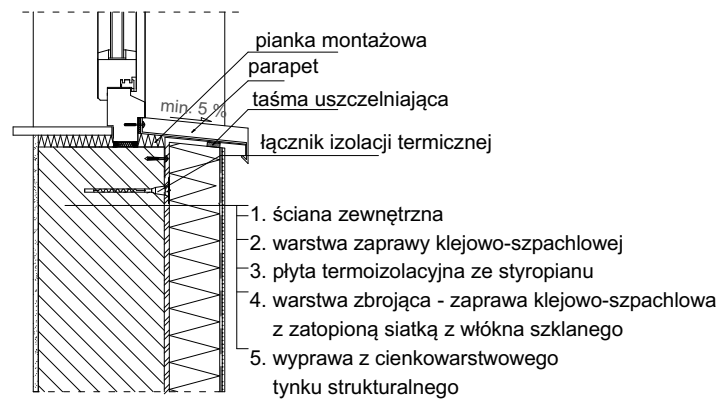 pianka montażowa
parapet
min. 5 %
taśma uszczelniająca
łącznik izolacji termicznej
1. ściana zewnętrzna
2. warstwa zaprawy klejowo-szpachlowej
3. płyta termoizolacyjna ze styropianu
4. warstwa zbrojąca - zaprawa klejowo-szpachlowa
z zatopioną siatką z włókna szklanego
5. wyprawa z cienkowarstwowego
tynku strukturalnego